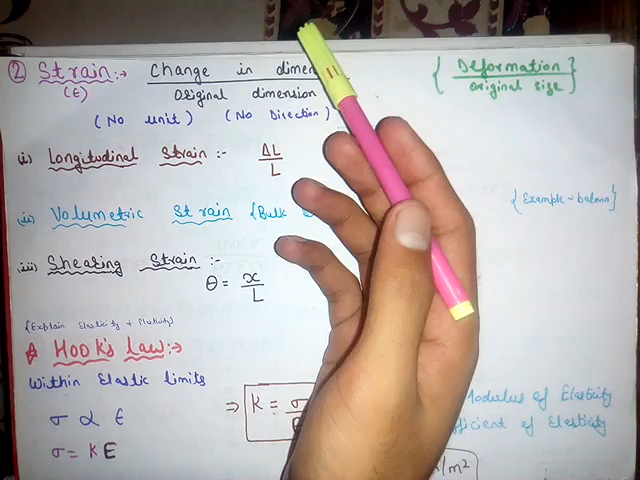 ② Strain :→ Change in dimen {Deformation}
(E) Original dimension original size
(No unit) (No Direction)
(i) Longitudinal Strain :- ΔL
L
(ii) Volumetric Strain {Bulk {Example ~ baloon}
(iii) Shearing Strain :-
θ = x
L
{Explain Elasticity + Plasticity}
Hook's law :→
Within Elastic limits Modulus of Elasticity
⇒ K = σ fficient of Elasticity
σ ∝ ε
σ = K E /m²